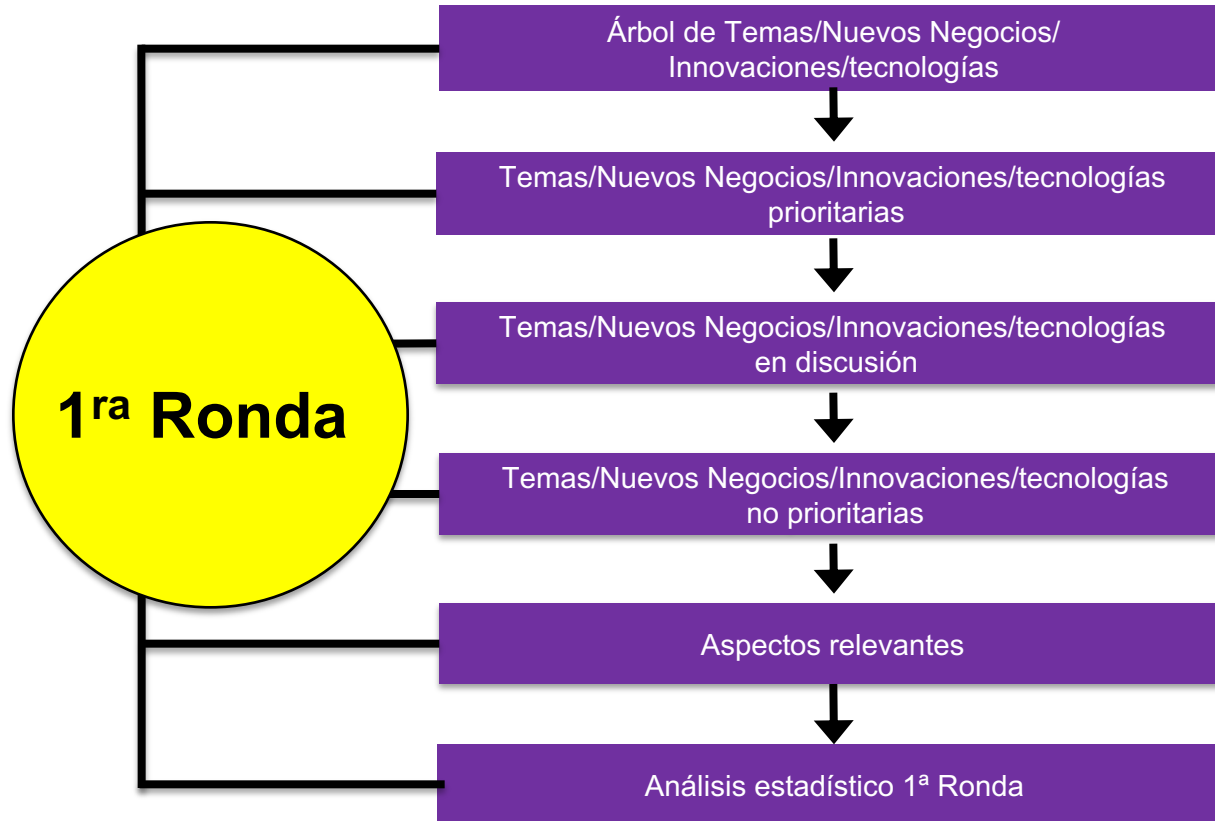 Árbol de Temas/Nuevos Negocios/
Innovaciones/tecnologías
Temas/Nuevos Negocios/Innovaciones/tecnologías
prioritarias
Temas/Nuevos Negocios/Innovaciones/tecnologías
en discusión
1ra Ronda
Temas/Nuevos Negocios/Innovaciones/tecnologías
no prioritarias
Aspectos relevantes
Análisis estadístico 1ª Ronda